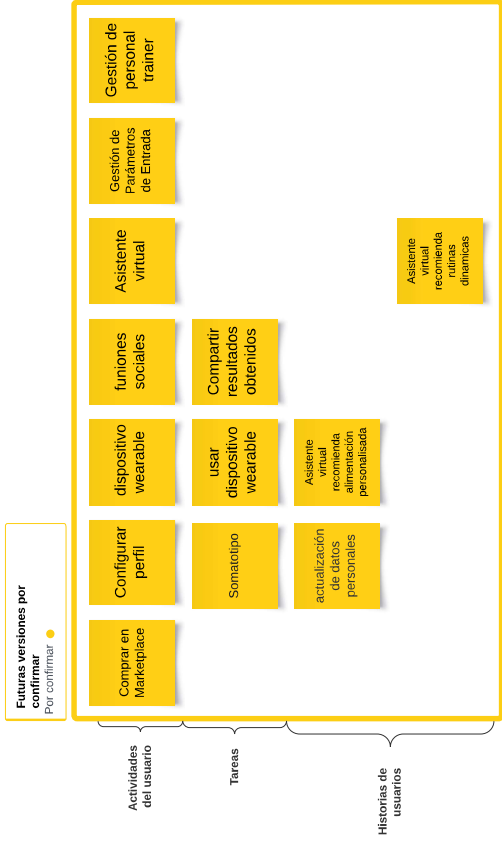 Futuras versiones por
confirmar
Por confirmar
Actividades
del usuario
Comprar en
Marketplace
Configurar
perfil
dispositivo
wearable
funiones
sociales
Asistente
virtual
Gestión de
Parámetros
de Entrada
Gestión de
personal
trainer
Tareas
Somatotipo
usar
dispositivo
wearable
Compartir
resultados
obtenidos
Historias de
usuarios
actualización
de datos
personales
Asistente
virtual
recomienda
alimentación
personalisada
Asistente
virtual
recomienda
rutinas
dinamicas